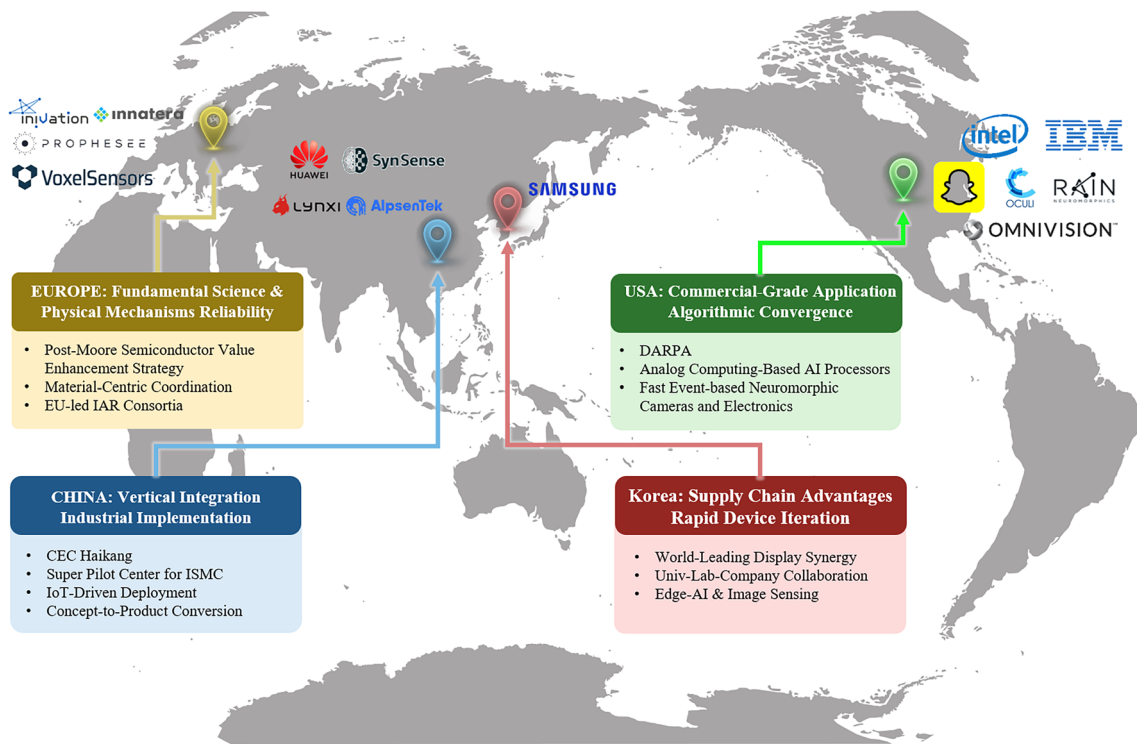 iniVation
innatera
PROPHESEE
VoxelSensors
HUAWEI
SynSense
LYNXI
AlpsenTek
SAMSUNG
intel
IBM
OCULI
RAIN
NEUROMORPHICS
OMNIVISION™
EUROPE: Fundamental Science &
Physical Mechanisms Reliability
• Post-Moore Semiconductor Value
Enhancement Strategy
• Material-Centric Coordination
• EU-led IAR Consortia
USA: Commercial-Grade Application
Algorithmic Convergence
• DARPA
• Analog Computing-Based AI Processors
• Fast Event-based Neuromorphic
Cameras and Electronics
CHINA: Vertical Integration
Industrial Implementation
• CEC Haikang
• Super Pilot Center for ISMC
• IoT-Driven Deployment
• Concept-to-Product Conversion
Korea: Supply Chain Advantages
Rapid Device Iteration
• World-Leading Display Synergy
• Univ-Lab-Company Collaboration
• Edge-AI & Image Sensing